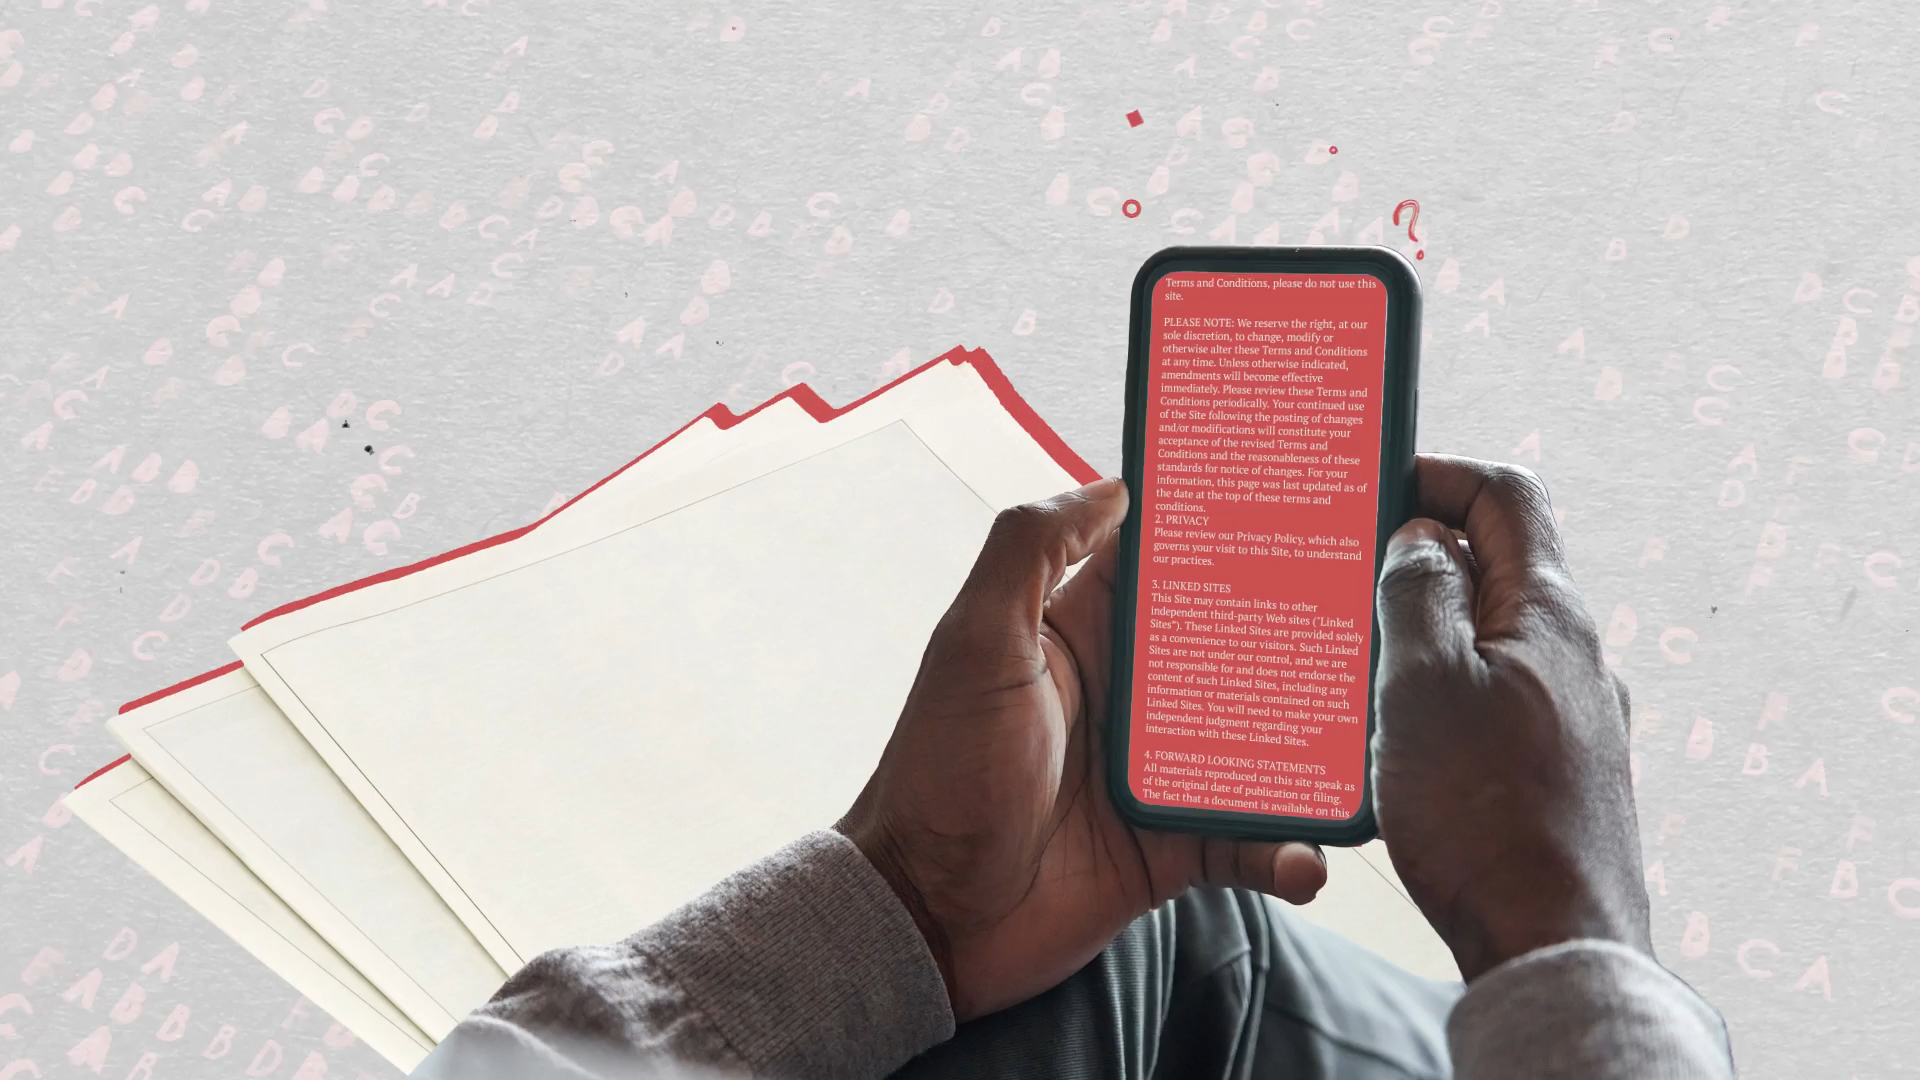 ?
Terms and Conditions, please do not use this
site.
PLEASE NOTE: We reserve the right, at our
sole discretion, to change, modify or
otherwise alter these Terms and Conditions
at any time. Unless otherwise indicated,
amendments will become effective
immediately. Please review these Terms and
Conditions periodically. Your continued use
of the Site following the posting of changes
and/or modifications will constitute your
acceptance of the revised Terms and
Conditions and the reasonableness of these
standards for notice of changes. For your
information, this page was last updated as of
the date at the top of these terms and
conditions.
2. PRIVACY
Please review our Privacy Policy, which also
governs your visit to this Site, to understand
our practices.
3. LINKED SITES
This Site may contain links to other
independent third-party Web sites ("Linked
Sites"). These Linked Sites are provided solely
as a convenience to our visitors. Such Linked
Sites are not under our control, and we are
not responsible for and does not endorse the
content of such Linked Sites, including any
information or materials contained on such
Linked Sites. You will need to make your own
independent judgment regarding your
interaction with these Linked Sites.
4. FORWARD LOOKING STATEMENTS
All materials reproduced on this site speak as
of the original date of publication or filing.
The fact that a document is available on this